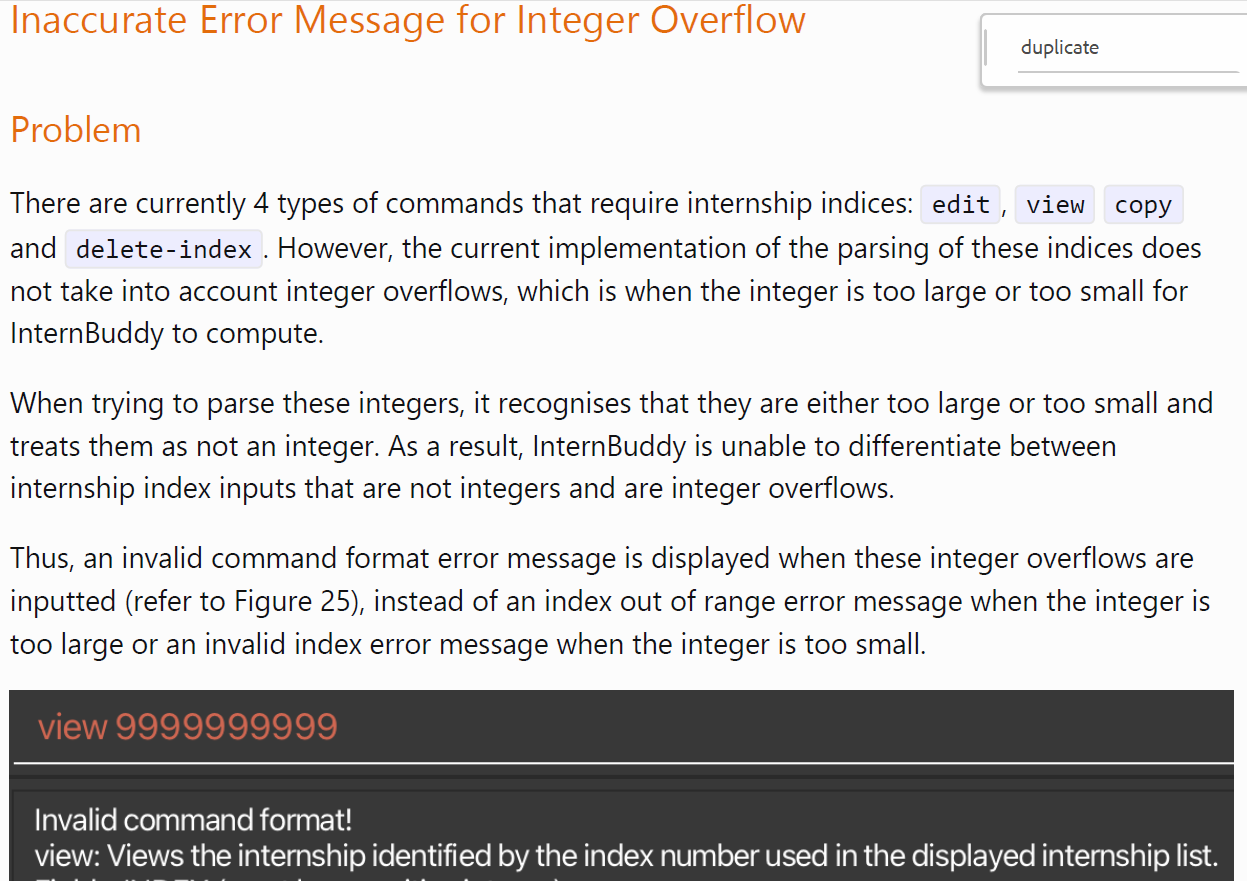 Inaccurate Error Message for Integer Overflow
duplicate
Problem
There are currently 4 types of commands that require internship indices: edit, view copy
and delete-index. However, the current implementation of the parsing of these indices does
not take into account integer overflows, which is when the integer is too large or too small for
InternBuddy to compute.
When trying to parse these integers, it recognises that they are either too large or too small and
treats them as not an integer. As a result, InternBuddy is unable to differentiate between
internship index inputs that are not integers and are integer overflows.
Thus, an invalid command format error message is displayed when these integer overflows are
inputted (refer to Figure 25), instead of an index out of range error message when the integer is
too large or an invalid index error message when the integer is too small.
view 9999999999
Invalid command format!
view: Views the internship identified by the index number used in the displayed internship list.